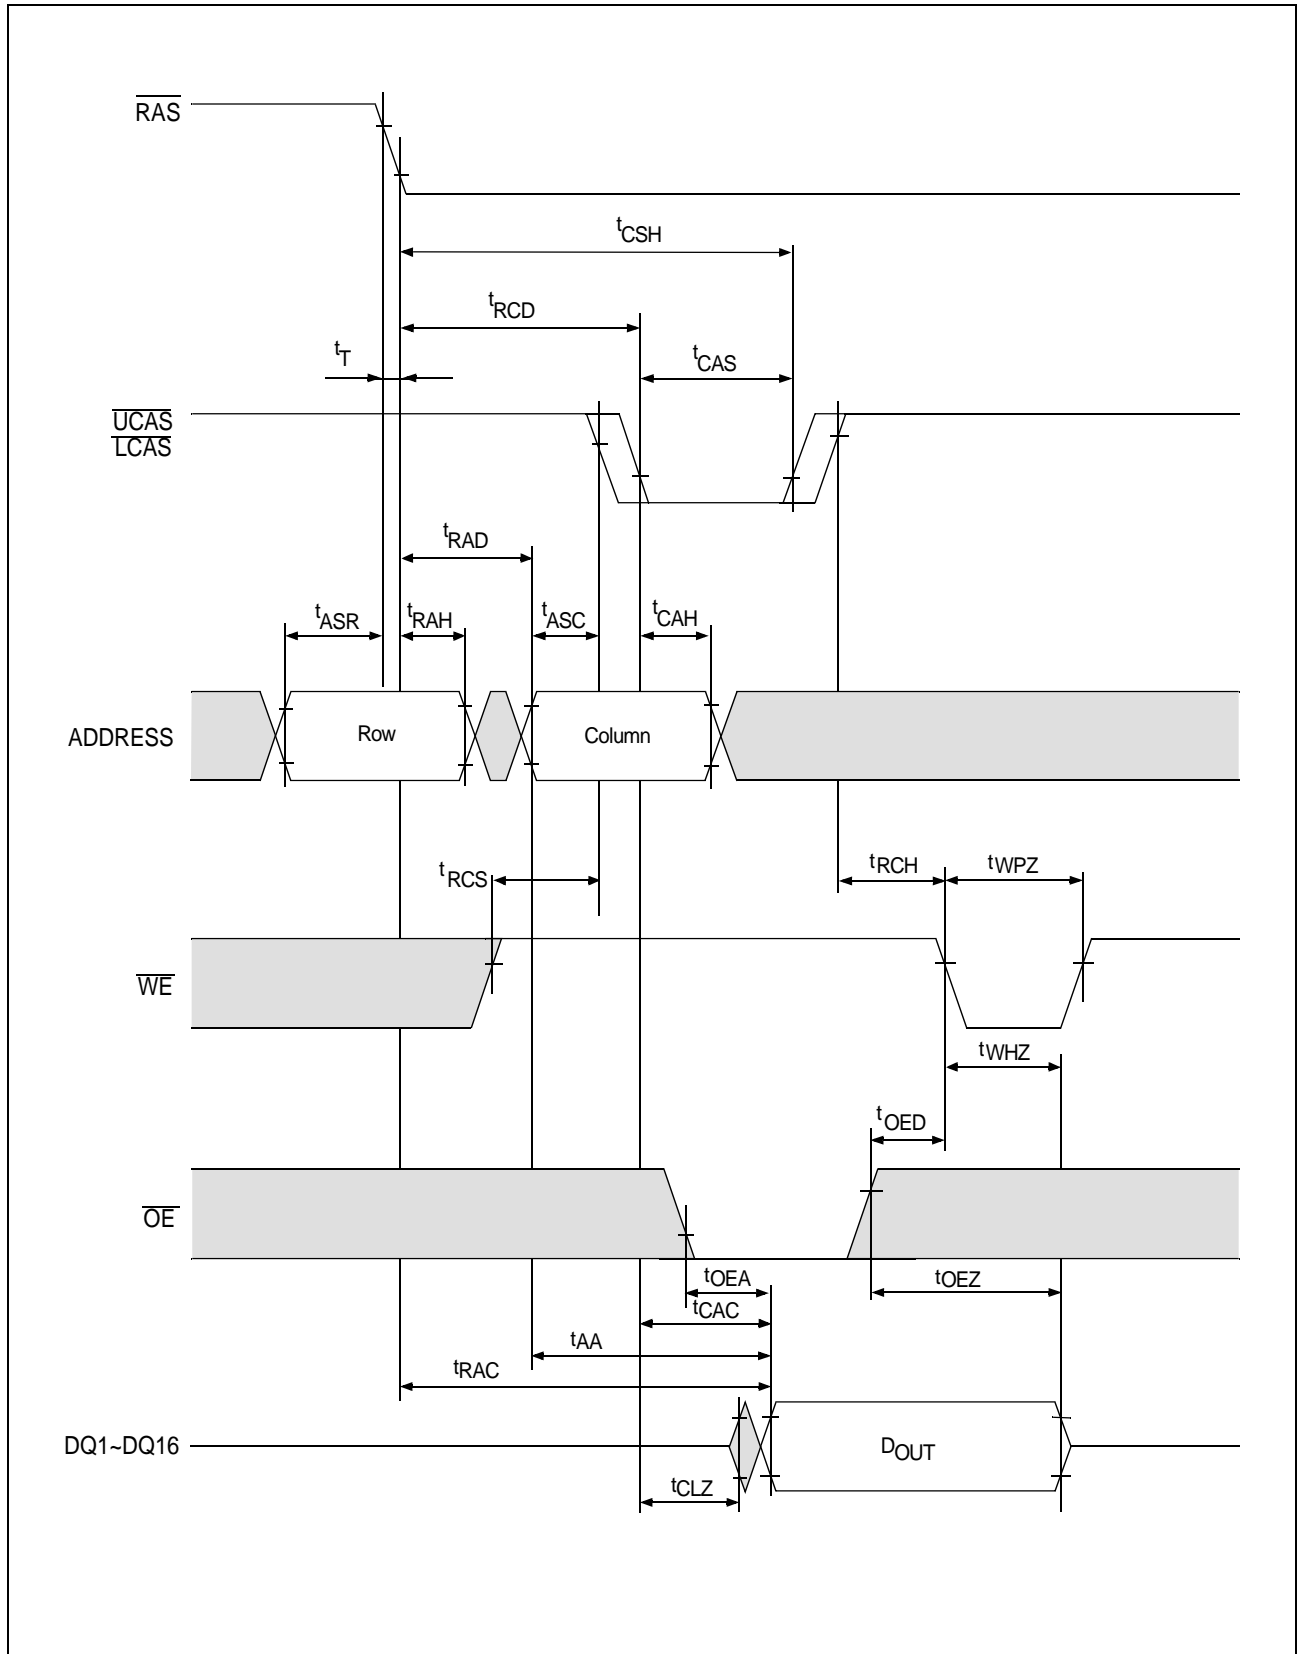 RAS
tCSH
tRCD
tT
tCAS
UCAS
LCAS
tRAD
tASR
tRAH
tASC
tCAH
ADDRESS
Row
Column
tRCS
tRCH
tWPZ
WE
tWHZ
tOED
OE
tOEA
tOEZ
tCAC
tAA
tRAC
DQ1~DQ16
DOUT
tCLZ